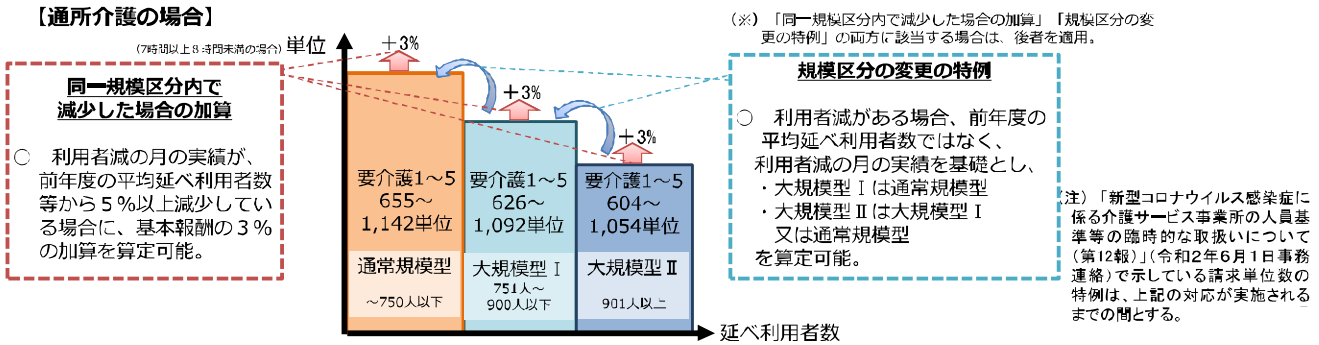 【通所介護の場合】
(7時間以上8時間未満の場合)
単位
同一規模区分内で
減少した場合の加算
○ 利用者減の月の実績が、
前年度の平均延べ利用者数
等から５％以上減少してい
る場合に、基本報酬の３％
の加算を算定可能。
＋3%
＋3%
＋3%
要介護1～5
655～
1,142単位
通常規模型
～750人以下
要介護1～5
626～
1,092単位
大規模型Ⅰ
751人～
900人以下
要介護1～5
604～
1,054単位
大規模型Ⅱ
901人以上
延べ利用者数
（※）「同一規模区分内で減少した場合の加算」「規模区分の変
更の特例」の両方に該当する場合は、後者を適用。
規模区分の変更の特例
○ 利用者減がある場合、前年度の
平均延べ利用者数ではなく、
利用者減の月の実績を基礎とし、
・大規模型Ⅰは通常規模型
・大規模型Ⅱは大規模型Ⅰ
又は通常規模型
を算定可能。
（注）「新型コロナウイルス感染症に
係る介護サービス事業所の人員基
準等の臨時的な取扱いについて
（第12報）」（令和２年６月１日事務
連絡）で示している請求単位数の
特例は、上記の対応が実施される
までの間とする。